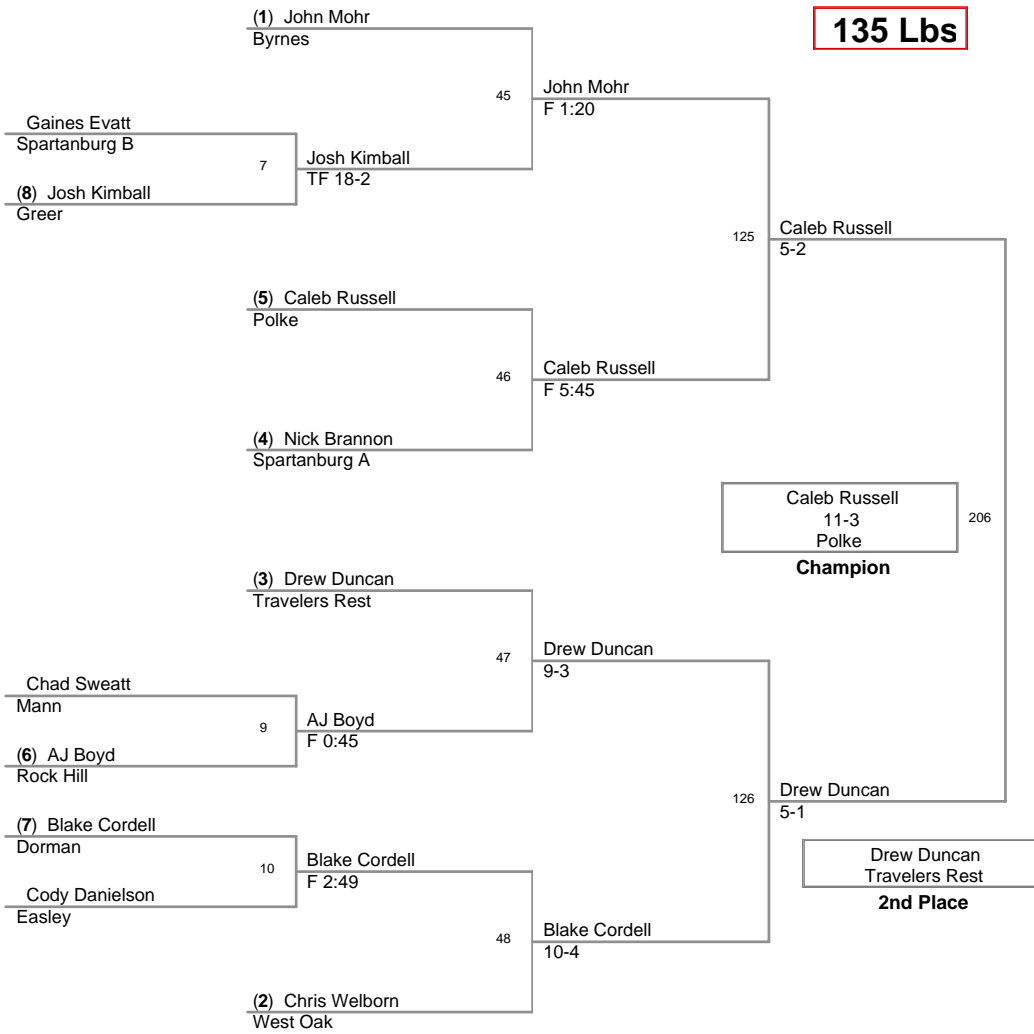 (1) John Mohr
Byrnes
135 Lbs
45
John Mohr
F 1:20
Gaines Evatt
Spartanburg B
7
Josh Kimball
TF 18-2
(8) Josh Kimball
Greer
125
Caleb Russell
5-2
(5) Caleb Russell
Polke
46
Caleb Russell
F 5:45
(4) Nick Brannon
Spartanburg A
Caleb Russell
11-3
Polke
206
Champion
(3) Drew Duncan
Travelers Rest
47
Drew Duncan
9-3
Chad Sweatt
Mann
9
AJ Boyd
F 0:45
(6) AJ Boyd
Rock Hill
126
Drew Duncan
5-1
(7) Blake Cordell
Dorman
10
Blake Cordell
F 2:49
Cody Danielson
Easley
Drew Duncan
Travelers Rest
2nd Place
48
Blake Cordell
10-4
(2) Chris Welborn
West Oak